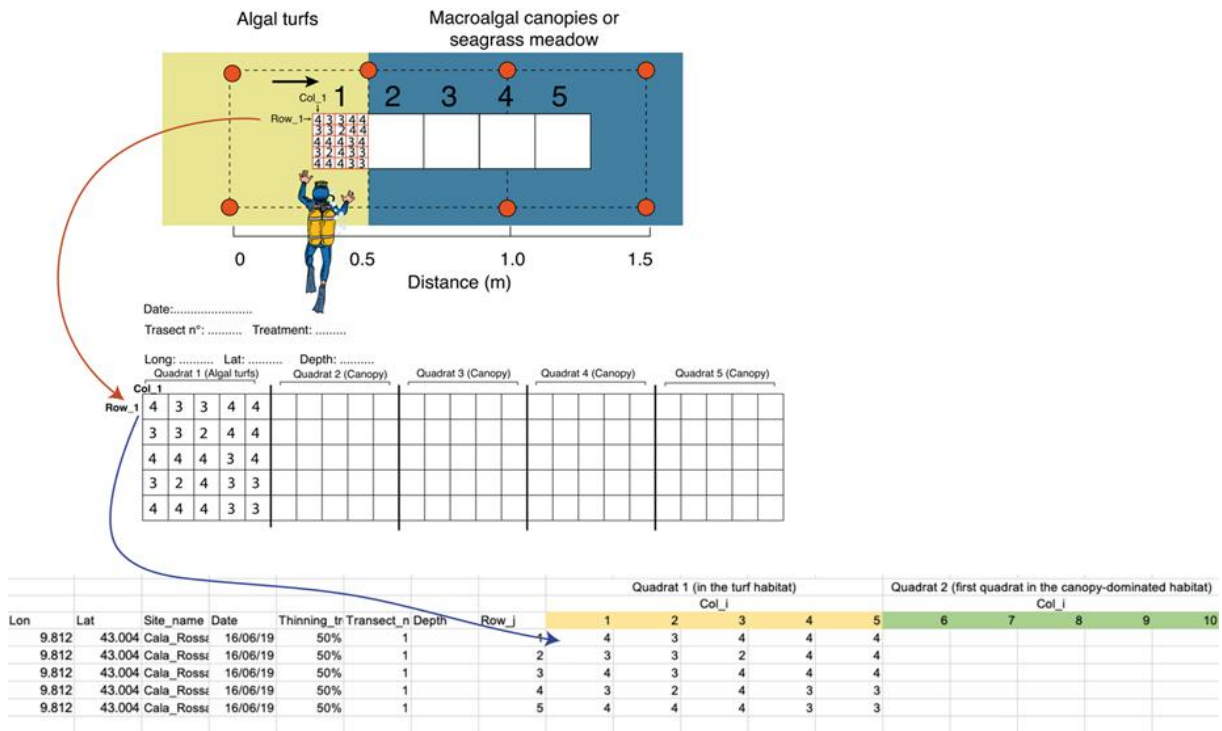 Algal turfs
Macroalgal canopies or
seagrass meadow
Col_1
1 2 3 4 5
Row_1
4 3 3 4 4
3 3 2 4 4
4 4 4 3 4
3 2 4 3 3
4 4 4 3 3
0 0.5 1.0 1.5
Distance (m)
Date:.......................
Trasect n°: .......... Treatment: .........
Long: .......... Lat: .......... Depth: ..........
Quadrat 1 (Algal turfs) Quadrat 2 (Canopy) Quadrat 3 (Canopy) Quadrat 4 (Canopy) Quadrat 5 (Canopy)
Col_1
Row_1 4 3 3 4 4
3 3 2 4 4
4 4 4 3 4
3 2 4 3 3
4 4 4 3 3
Quadrat 1 (in the turf habitat) Quadrat 2 (first quadrat in the canopy-dominated habitat)
Col_i Col_i
Lon Lat Site_name Date Thinning_tr Transect_n Depth Row_j 1 2 3 4 5 6 7 8 9 10
9.812 43.004 Cala_Rossa 16/06/19 50% 1 1 4 3 4 4 4
9.812 43.004 Cala_Rossa 16/06/19 50% 1 2 3 3 2 4 4
9.812 43.004 Cala_Rossa 16/06/19 50% 1 3 4 3 4 4 4
9.812 43.004 Cala_Rossa 16/06/19 50% 1 4 3 2 4 3 3
9.812 43.004 Cala_Rossa 16/06/19 50% 1 5 4 4 4 3 3